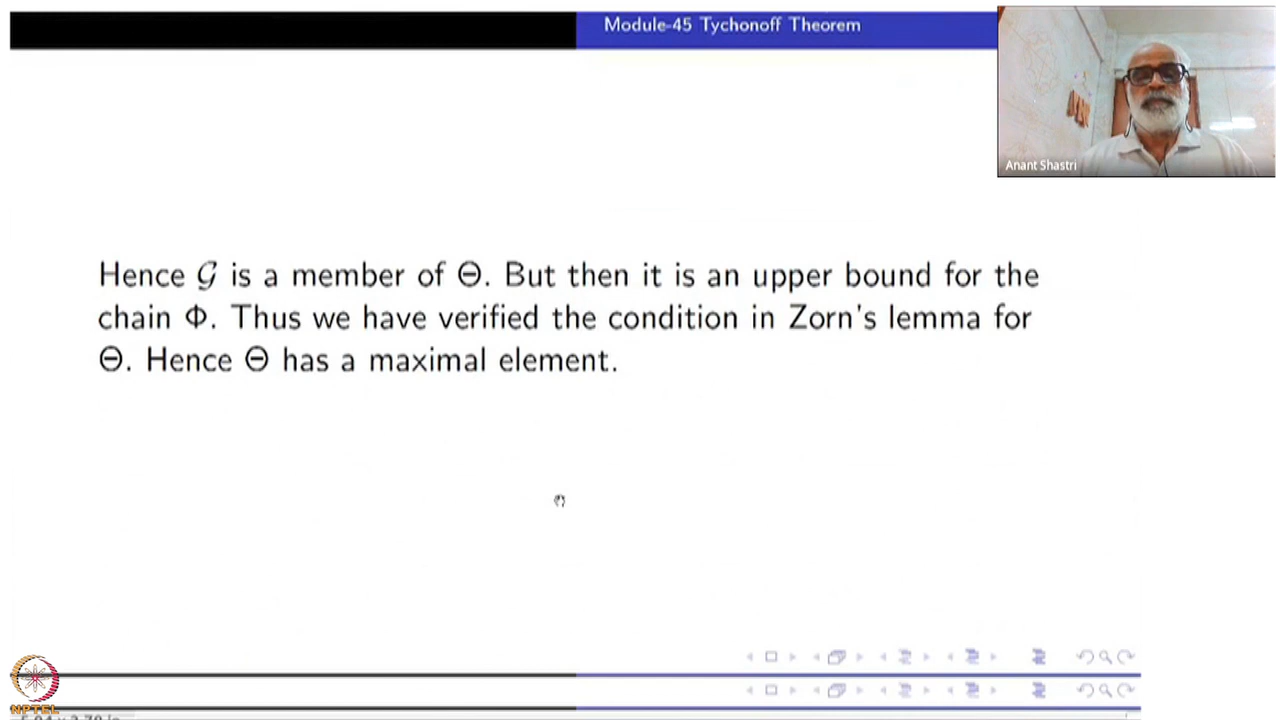 Module-45 Tychonoff Theorem
Anant Shastri
Hence 𝒢 is a member of Θ. But then it is an upper bound for the
chain Φ. Thus we have verified the condition in Zorn's lemma for
Θ. Hence Θ has a maximal element.
NPTEL